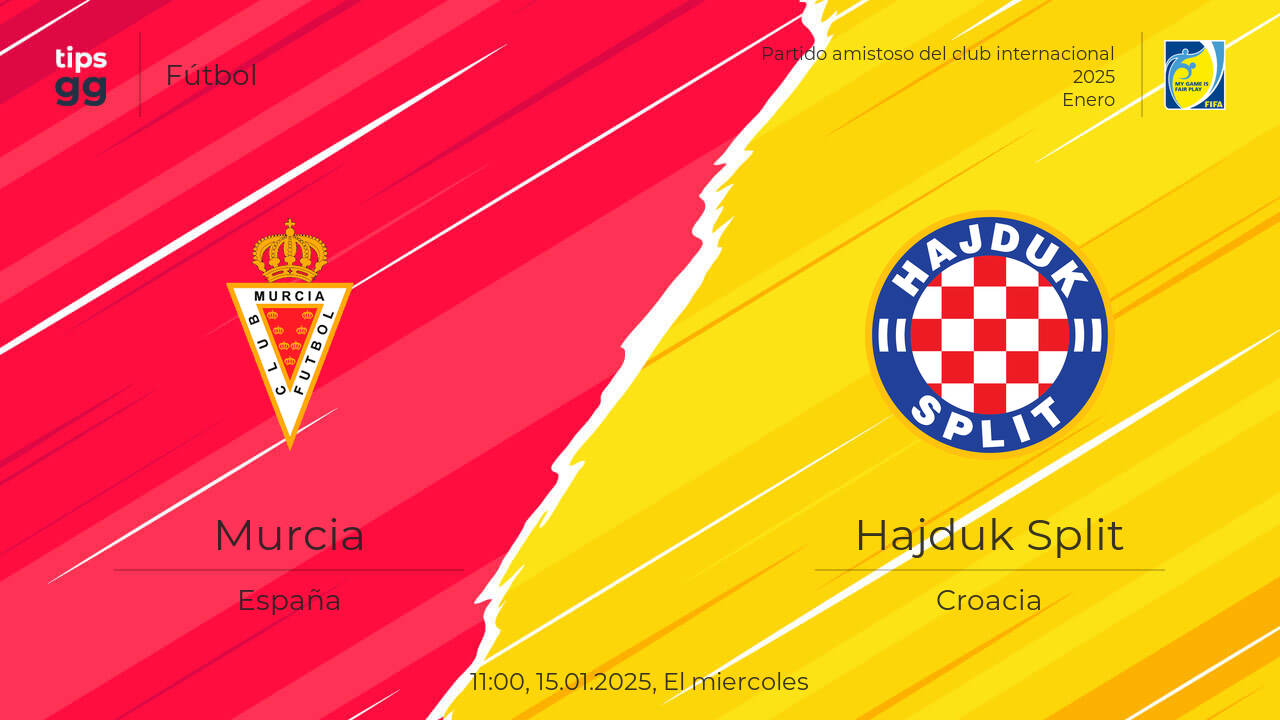 tips
gg
Fútbol
Partido amistoso del club internacional
2025
Enero
MY GAME IS
FAIR PLAY
FIFA
MURCIA
CLUB
FUTBOL
HAJDUK
SPLIT
Murcia
España
Hajduk Split
Croacia
11:00, 15.01.2025, El miercoles